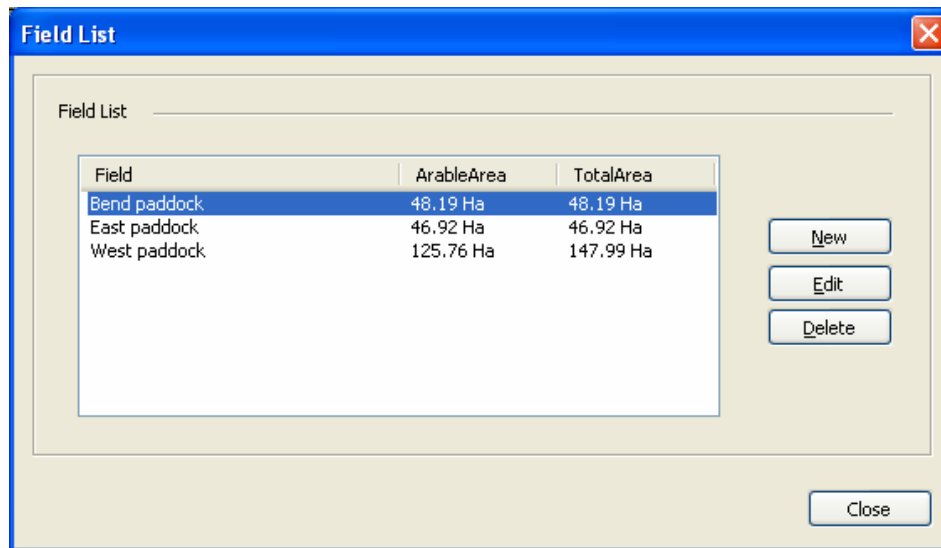 Field List
Field List
Field ArableArea TotalArea
Bend paddock 48.19 Ha 48.19 Ha
East paddock 46.92 Ha 46.92 Ha
West paddock 125.76 Ha 147.99 Ha
New
Edit
Delete
Close